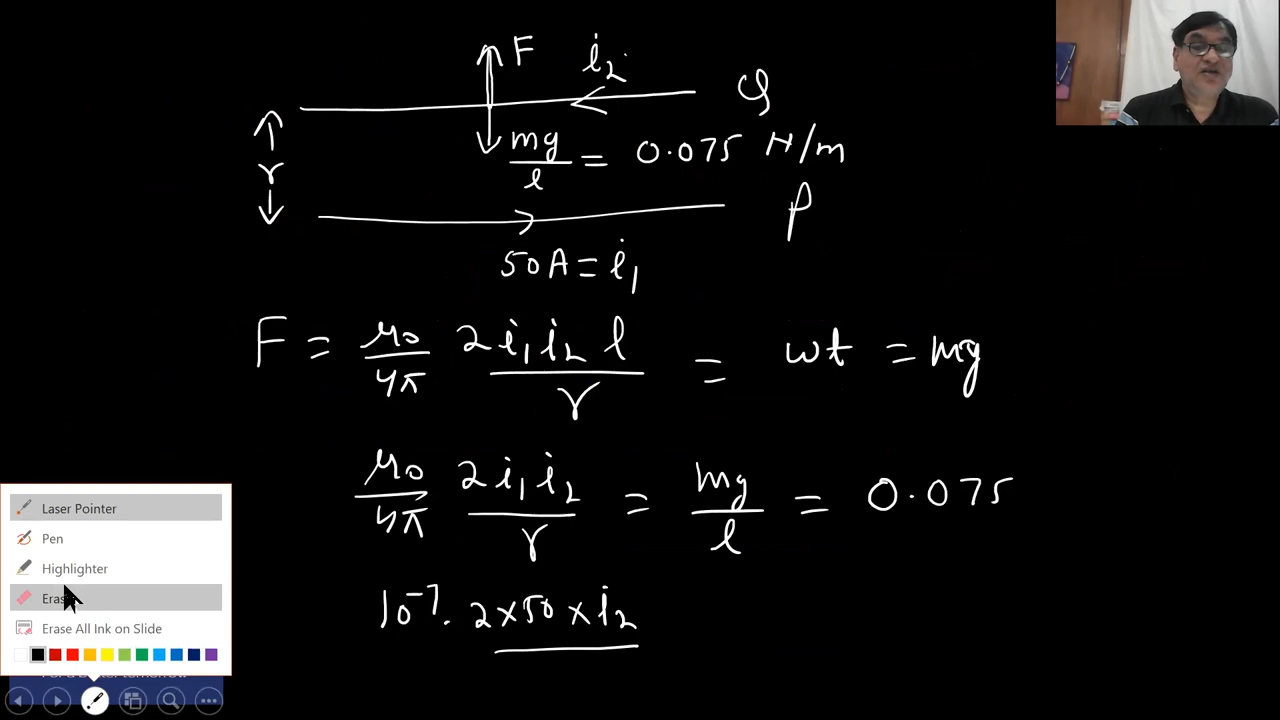 F i₂
Q
mg/l = 0.075 N/m
r
P
50A = i₁
F = μ₀/4π 2i₁i₂l/r = wt = mg
μ₀/4π 2i₁i₂/r = mg/l = 0.075
10⁻⁷. 2×50×i₂
Laser Pointer
Pen
Highlighter
Erase All Ink on Slide